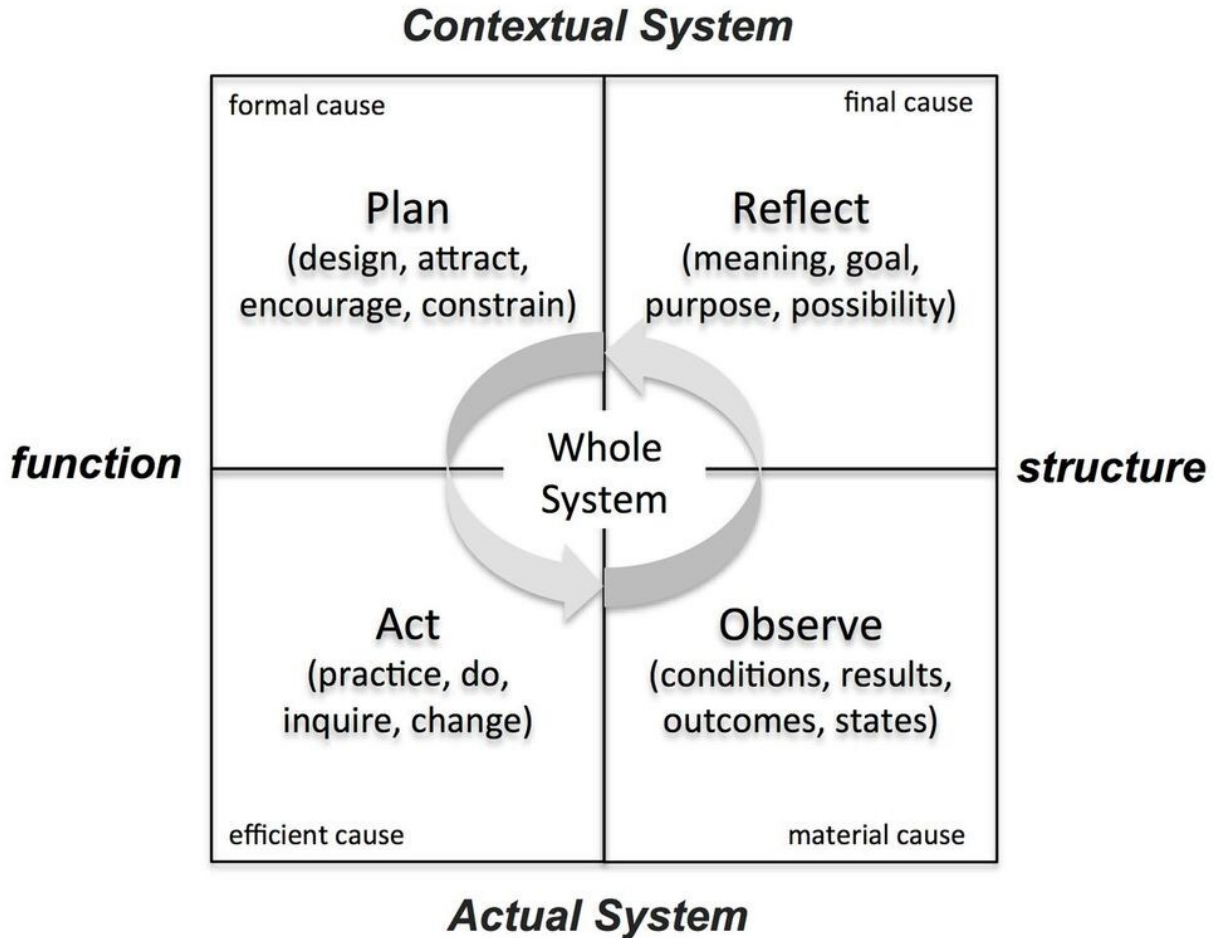 Contextual System
formal cause
final cause
Plan
(design, attract,
encourage, constrain)
Reflect
(meaning, goal,
purpose, possibility)
function
Whole
System
structure
Act
(practice, do,
inquire, change)
Observe
(conditions, results,
outcomes, states)
efficient cause
material cause
Actual System